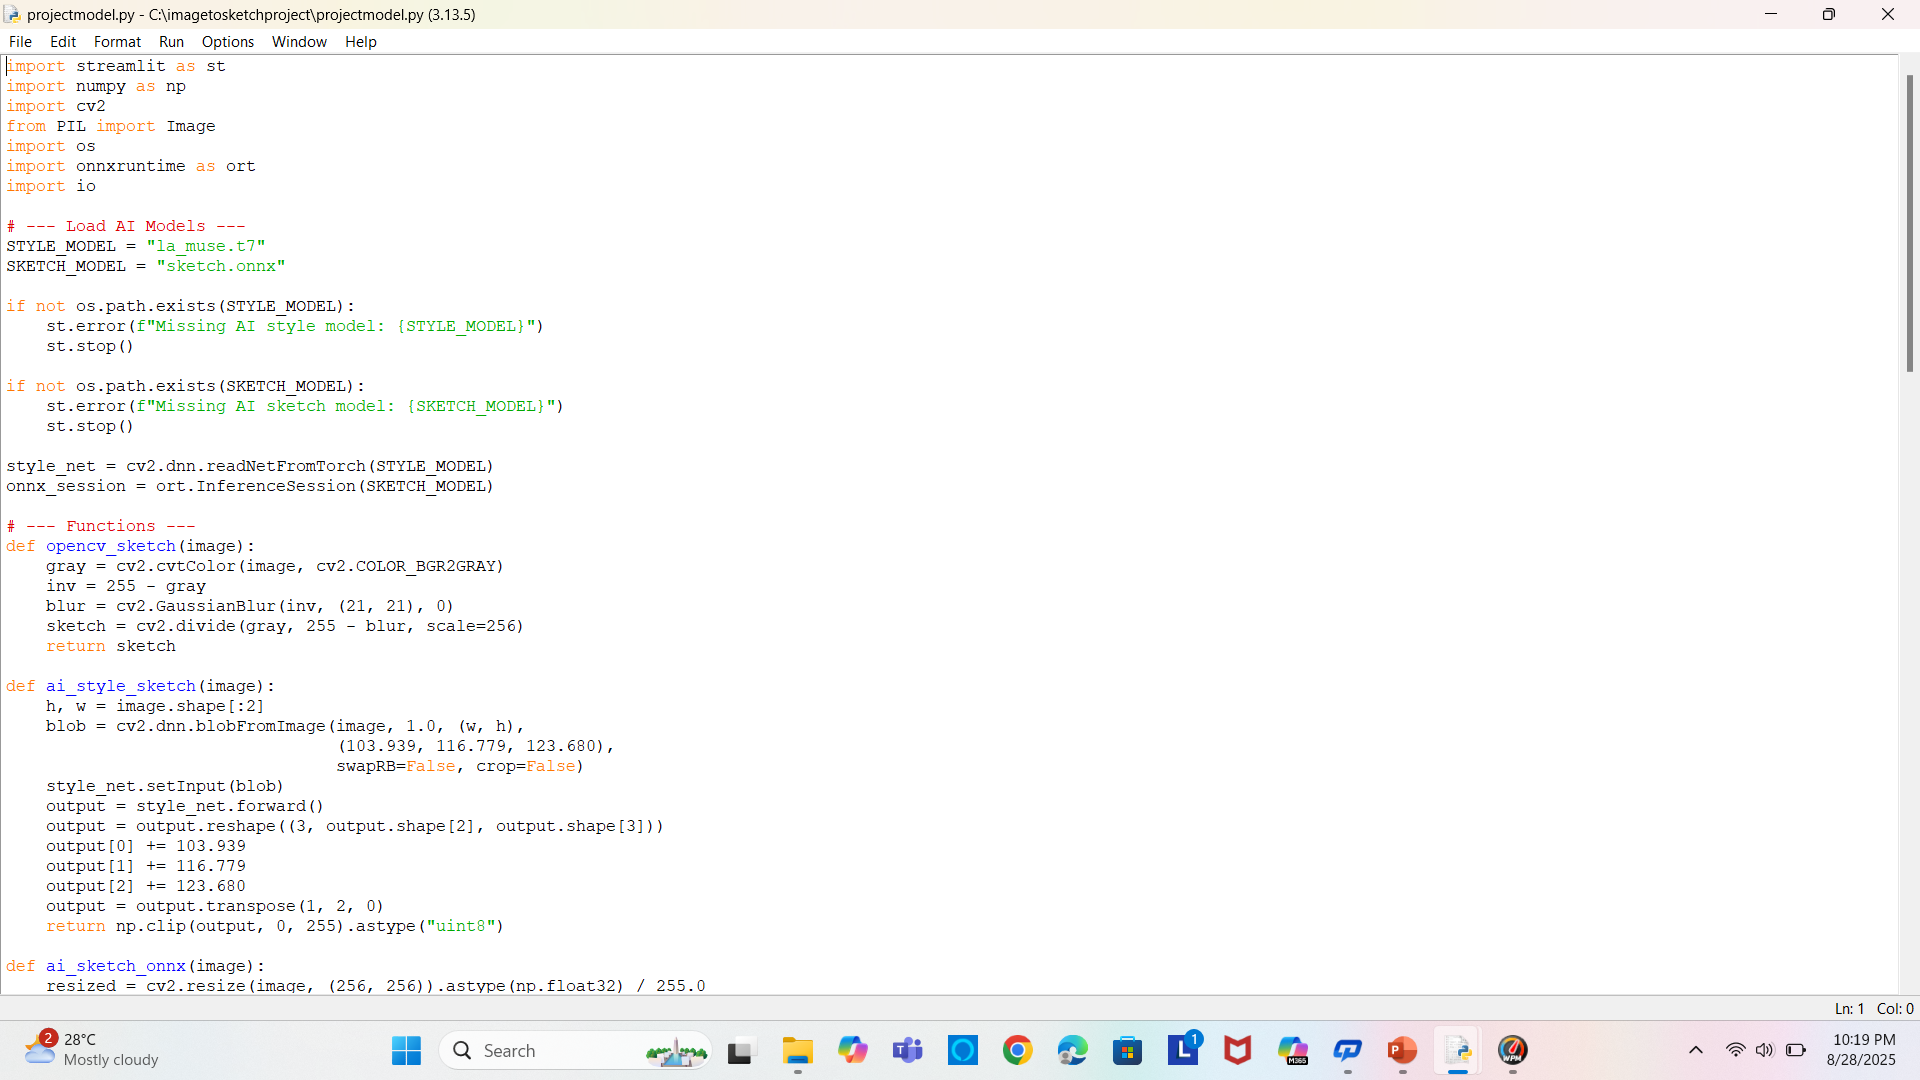 projectmodel.py - C:\imagetosketchproject\projectmodel.py (3.13.5)
File Edit Format Run Options Window Help
import streamlit as st
import numpy as np
import cv2
from PIL import Image
import os
import onnxruntime as ort
import io

# --- Load AI Models ---
STYLE_MODEL = "la_muse.t7"
SKETCH_MODEL = "sketch.onnx"

if not os.path.exists(STYLE_MODEL):
    st.error(f"Missing AI style model: {STYLE_MODEL}")
    st.stop()

if not os.path.exists(SKETCH_MODEL):
    st.error(f"Missing AI sketch model: {SKETCH_MODEL}")
    st.stop()

style_net = cv2.dnn.readNetFromTorch(STYLE_MODEL)
onnx_session = ort.InferenceSession(SKETCH_MODEL)

# --- Functions ---
def opencv_sketch(image):
    gray = cv2.cvtColor(image, cv2.COLOR_BGR2GRAY)
    inv = 255 - gray
    blur = cv2.GaussianBlur(inv, (21, 21), 0)
    sketch = cv2.divide(gray, 255 - blur, scale=256)
    return sketch

def ai_style_sketch(image):
    h, w = image.shape[:2]
    blob = cv2.dnn.blobFromImage(image, 1.0, (w, h),
                                 (103.939, 116.779, 123.680),
                                 swapRB=False, crop=False)
    style_net.setInput(blob)
    output = style_net.forward()
    output = output.reshape((3, output.shape[2], output.shape[3]))
    output[0] += 103.939
    output[1] += 116.779
    output[2] += 123.680
    output = output.transpose(1, 2, 0)
    return np.clip(output, 0, 255).astype("uint8")

def ai_sketch_onnx(image):
    resized = cv2.resize(image, (256, 256)).astype(np.float32) / 255.0
Ln: 1 Col: 0
2
28°C
Mostly cloudy
Search
L
1
M365
P
WPM
10:19 PM
8/28/2025